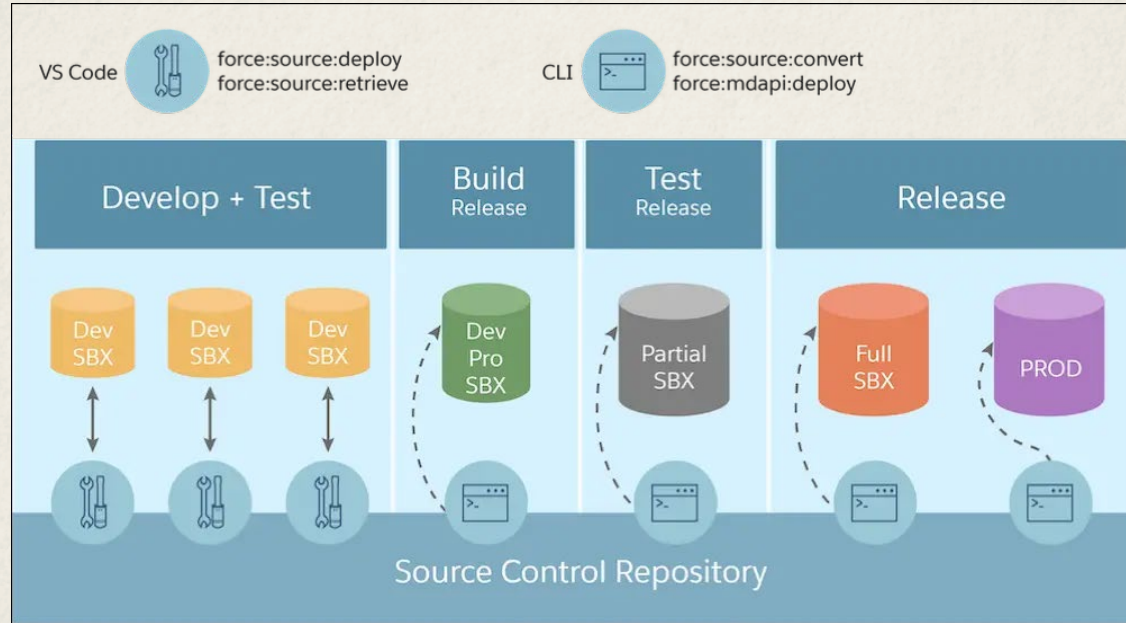 VS Code
force:source:deploy
force:source:retrieve
CLI
force:source:convert
force:mdapi:deploy
Develop + Test
Build
Release
Test
Release
Release
Dev
SBX
Dev
SBX
Dev
SBX
Dev
Pro
SBX
Partial
SBX
Full
SBX
PROD
>_
>_
>_
>_
>_
Source Control Repository